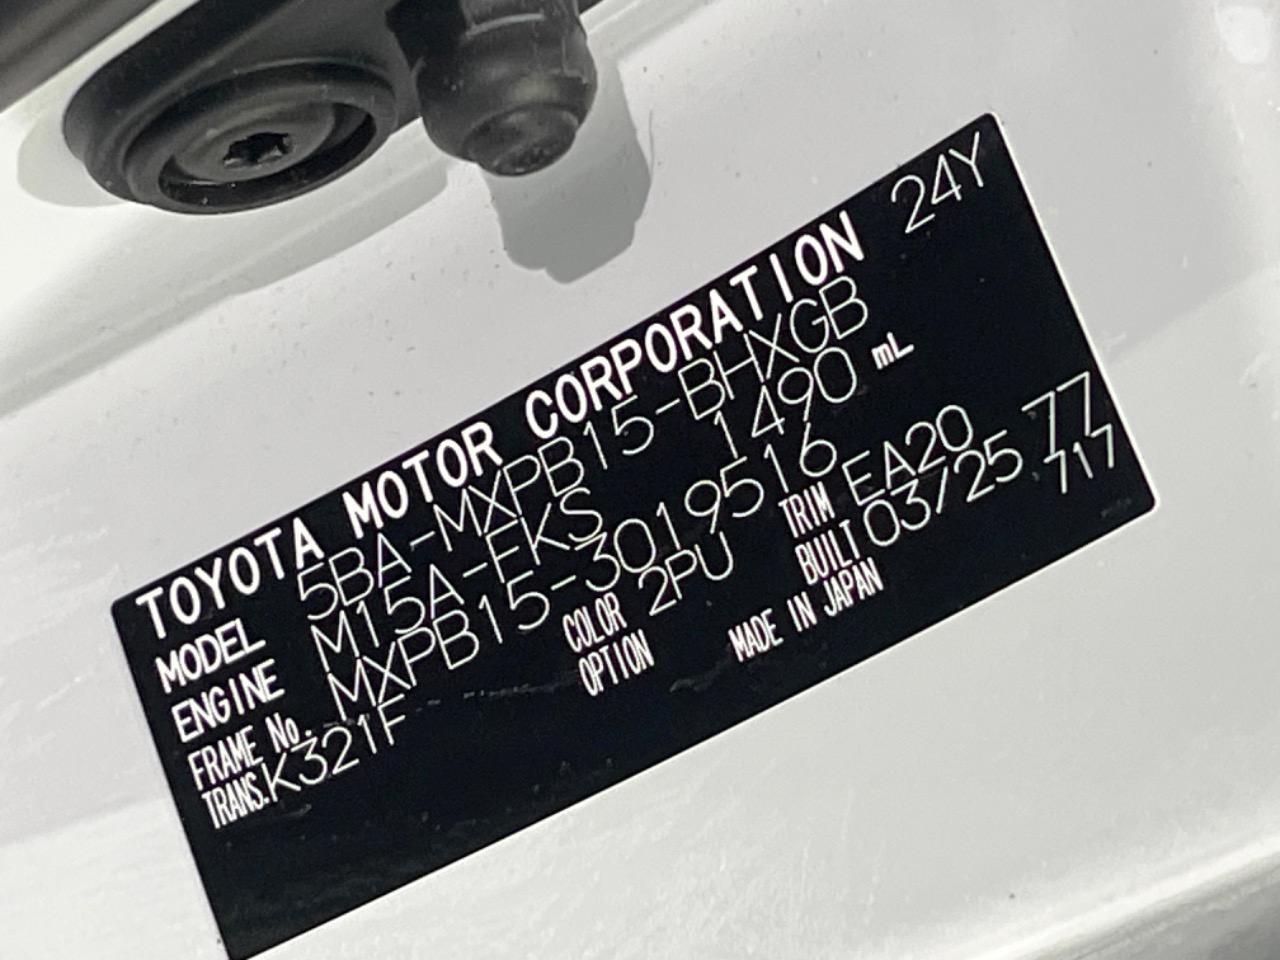 TOYOTA MOTOR CORPORATION 24Y
MODEL 5BA-MXPB15-BHXGB
ENGINE M15A-FKS 1490 mL
FRAME No. MXPB15-3019516
TRANS. K321F COLOR 2PU TRIM EA20 77
OPTION BUILT 03/25 717
MADE IN JAPAN